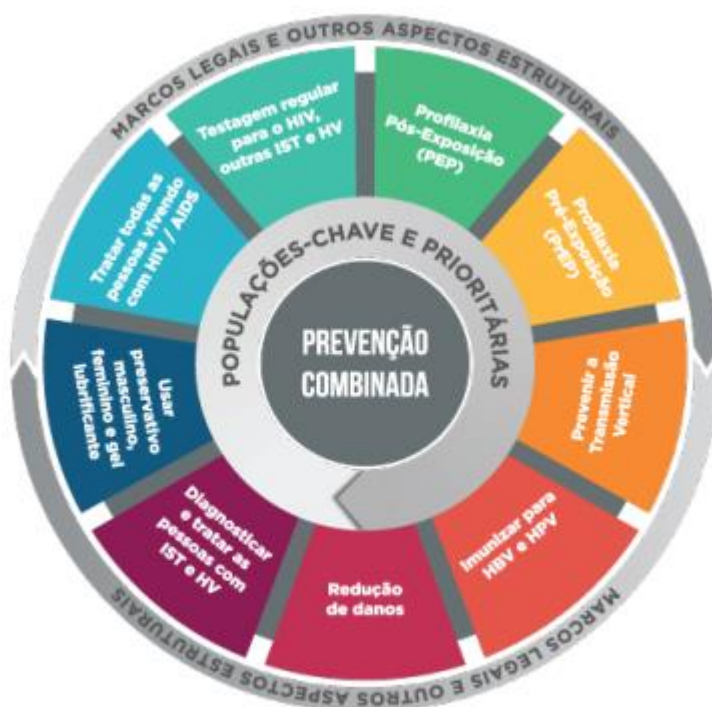 MARCOS LEGAIS E OUTROS ASPECTOS ESTRUTURAIS
Testagem regular
para o HIV,
outras IST e HV
Profilaxia
Pós-Exposição
(PEP)
Profilaxia
Pré-Exposição
(PrEP)
Prevenir a
Transmissão
Vertical
Imunizar para
HBV e HPV
Redução
de danos
Diagnosticar
e tratar as
pessoas com
IST e HV
Usar
preservativo
masculino,
feminino e gel
lubrificante
Tratar todas as
pessoas vivendo
com HIV / AIDS
POPULAÇÕES-CHAVE E PRIORITÁRIAS
PREVENÇÃO
COMBINADA
MARCOS LEGAIS E OUTROS ASPECTOS ESTRUTURAIS